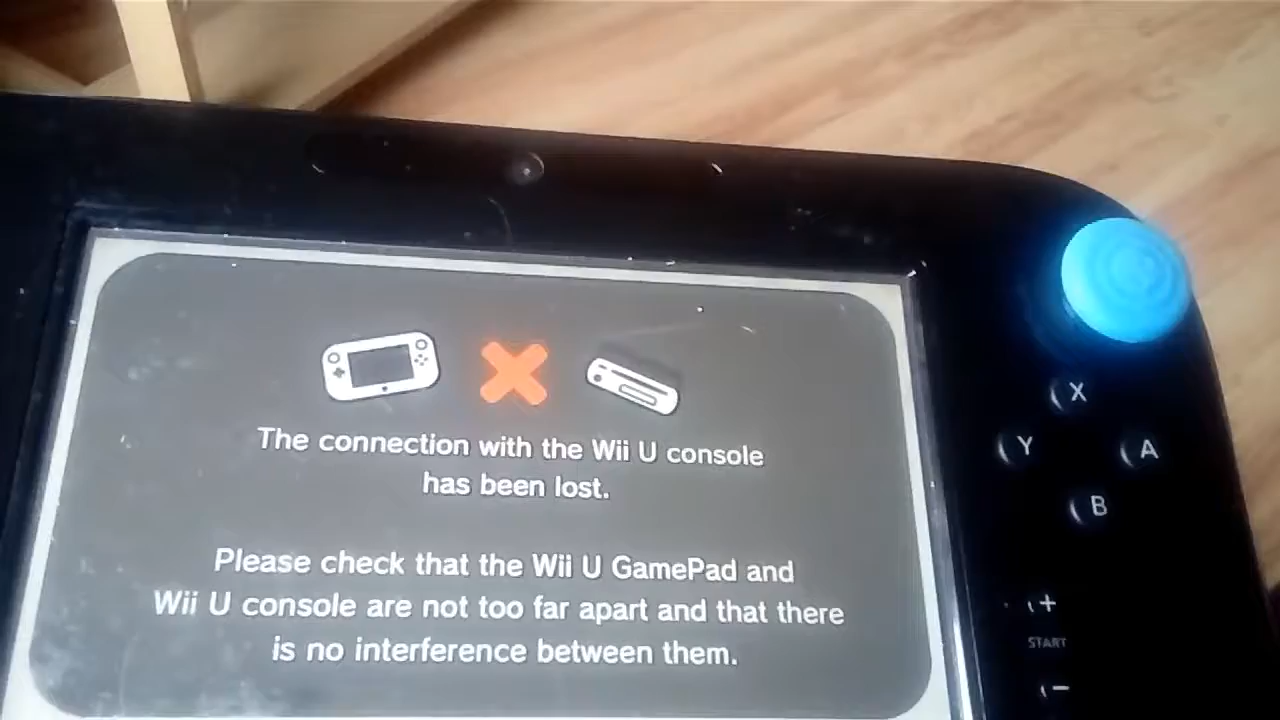 The connection with the Wii U console
has been lost.
Please check that the Wii U GamePad and
Wii U console are not too far apart and that there
is no interference between them.
X
Y
A
B
+
START
−